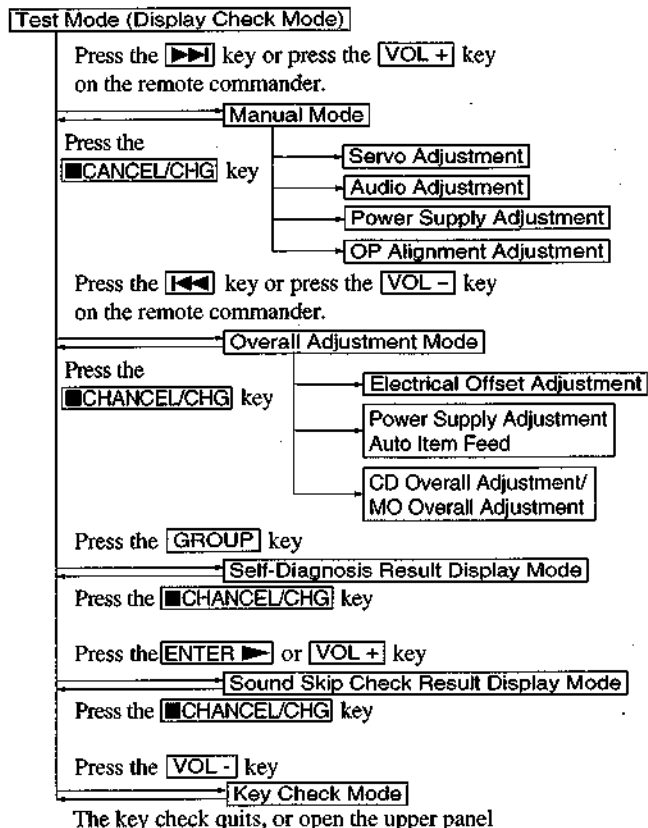 Test Mode (Display Check Mode)
Press the ▶▶I key or press the VOL + key
on the remote commander.
Manual Mode
Press the
■CANCEL/CHG key
Servo Adjustment
Audio Adjustment
Power Supply Adjustment
OP Alignment Adjustment
Press the I◀◀ key or press the VOL − key
on the remote commander.
Overall Adjustment Mode
Press the
■CHANCEL/CHG key
Electrical Offset Adjustment
Power Supply Adjustment
Auto Item Feed
CD Overall Adjustment/
MO Overall Adjustment
Press the GROUP key
Self-Diagnosis Result Display Mode
Press the ■CHANCEL/CHG key
Press the ENTER ▶ or VOL + key
Sound Skip Check Result Display Mode
Press the ■CHANCEL/CHG key
Press the VOL - key
Key Check Mode
The key check quits, or open the upper panel